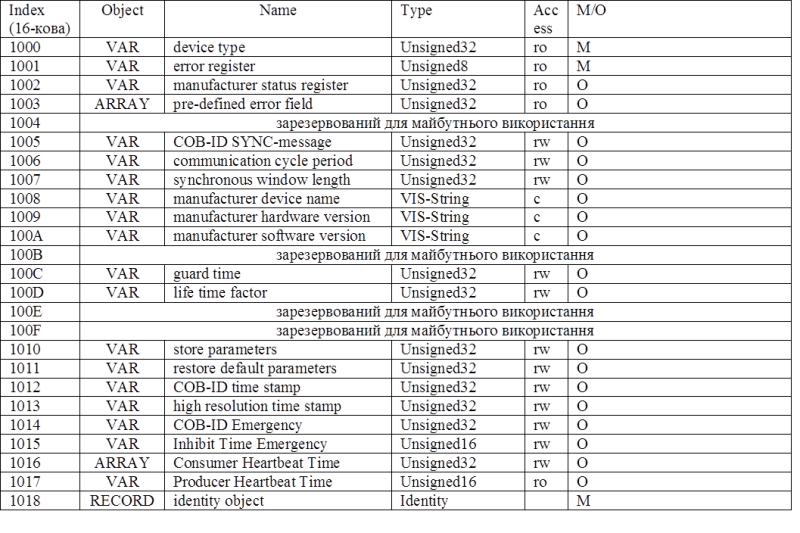 Index Object Name Type Acc M/O
(16-кова) ess
1000 VAR device type Unsigned32 ro M
1001 VAR error register Unsigned8 ro M
1002 VAR manufacturer status register Unsigned32 ro O
1003 ARRAY pre-defined error field Unsigned32 ro O
1004 зарезервований для майбутнього використання
1005 VAR COB-ID SYNC-message Unsigned32 rw O
1006 VAR communication cycle period Unsigned32 rw O
1007 VAR synchronous window length Unsigned32 rw O
1008 VAR manufacturer device name VIS-String c O
1009 VAR manufacturer hardware version VIS-String c O
100A VAR manufacturer software version VIS-String c O
100B зарезервований для майбутнього використання
100C VAR guard time Unsigned32 rw O
100D VAR life time factor Unsigned32 rw O
100E зарезервований для майбутнього використання
100F зарезервований для майбутнього використання
1010 VAR store parameters Unsigned32 rw O
1011 VAR restore default parameters Unsigned32 rw O
1012 VAR COB-ID time stamp Unsigned32 rw O
1013 VAR high resolution time stamp Unsigned32 rw O
1014 VAR COB-ID Emergency Unsigned32 rw O
1015 VAR Inhibit Time Emergency Unsigned16 rw O
1016 ARRAY Consumer Heartbeat Time Unsigned32 rw O
1017 VAR Producer Heartbeat Time Unsigned16 ro O
1018 RECORD identity object Identity M